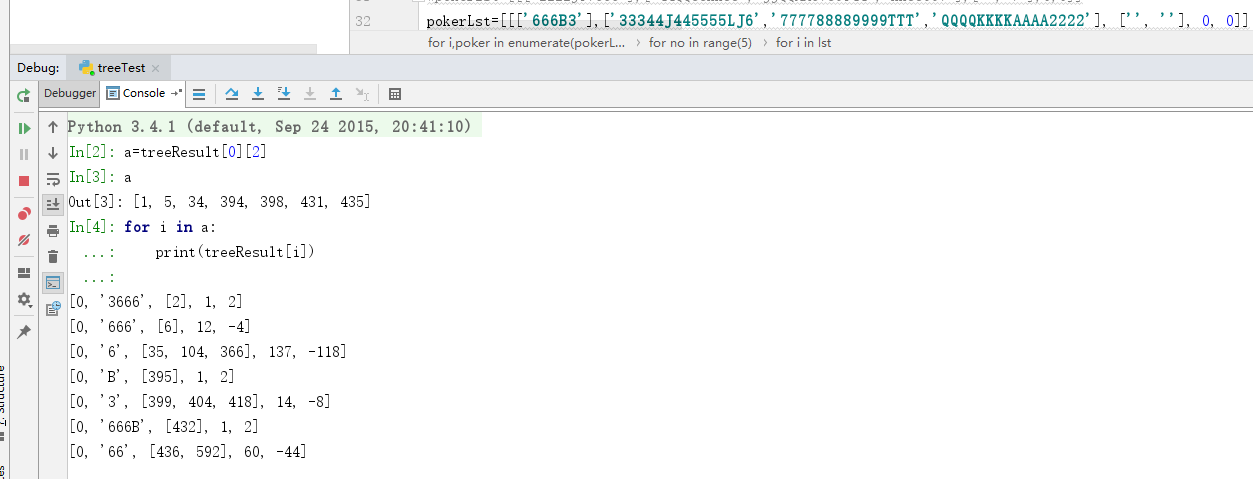 32 pokerLst=[[['666B3'],['33344J445555LJ6','777788889999TTT','QQQQKKKKAAAA2222'], ['', ''], 0, 0]]
for i,poker in enumerate(pokerL... › for no in range(5) › for i in lst
Debug: treeTest
Debugger Console
Python 3.4.1 (default, Sep 24 2015, 20:41:10)
In[2]: a=treeResult[0][2]
In[3]: a
Out[3]: [1, 5, 34, 394, 398, 431, 435]
In[4]: for i in a:
...: print(treeResult[i])
...:
[0, '3666', [2], 1, 2]
[0, '666', [6], 12, -4]
[0, '6', [35, 104, 366], 137, -118]
[0, 'B', [395], 1, 2]
[0, '3', [399, 404, 418], 14, -8]
[0, '666B', [432], 1, 2]
[0, '66', [436, 592], 60, -44]